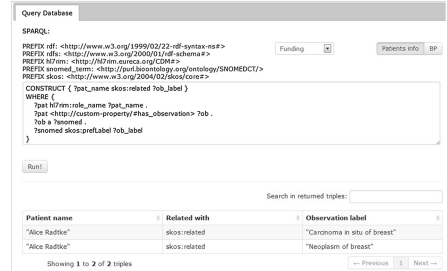 Query Database
SPARQL:
PREFIX rdf: <http://www.w3.org/1999/02/22-rdf-syntax-ns#>
PREFIX rdfs: <http://www.w3.org/2000/01/rdf-schema#>
PREFIX hl7rim: <http://hl7rim.eureca.org/CDM#>
PREFIX snomed_term: <http://purl.bioontology.org/ontology/SNOMEDCT/>
PREFIX skos: <http://www.w3.org/2004/02/skos/core#>
Funding
Patients info BP
CONSTRUCT { ?pat_name skos:related ?ob_label }
WHERE {
?pat hl7rim:role_name ?pat_name .
?pat <http://custom-property/#has_observation> ?ob .
?ob a ?snomed .
?snomed skos:prefLabel ?ob_label
}
Run!
Search in returned triples:
Patient name Related with Observation label
"Alice Radtke" skos:related "Carcinoma in situ of breast"
"Alice Radtke" skos:related "Neoplasm of breast"
Showing 1 to 2 of 2 triples
← Previous 1 Next →